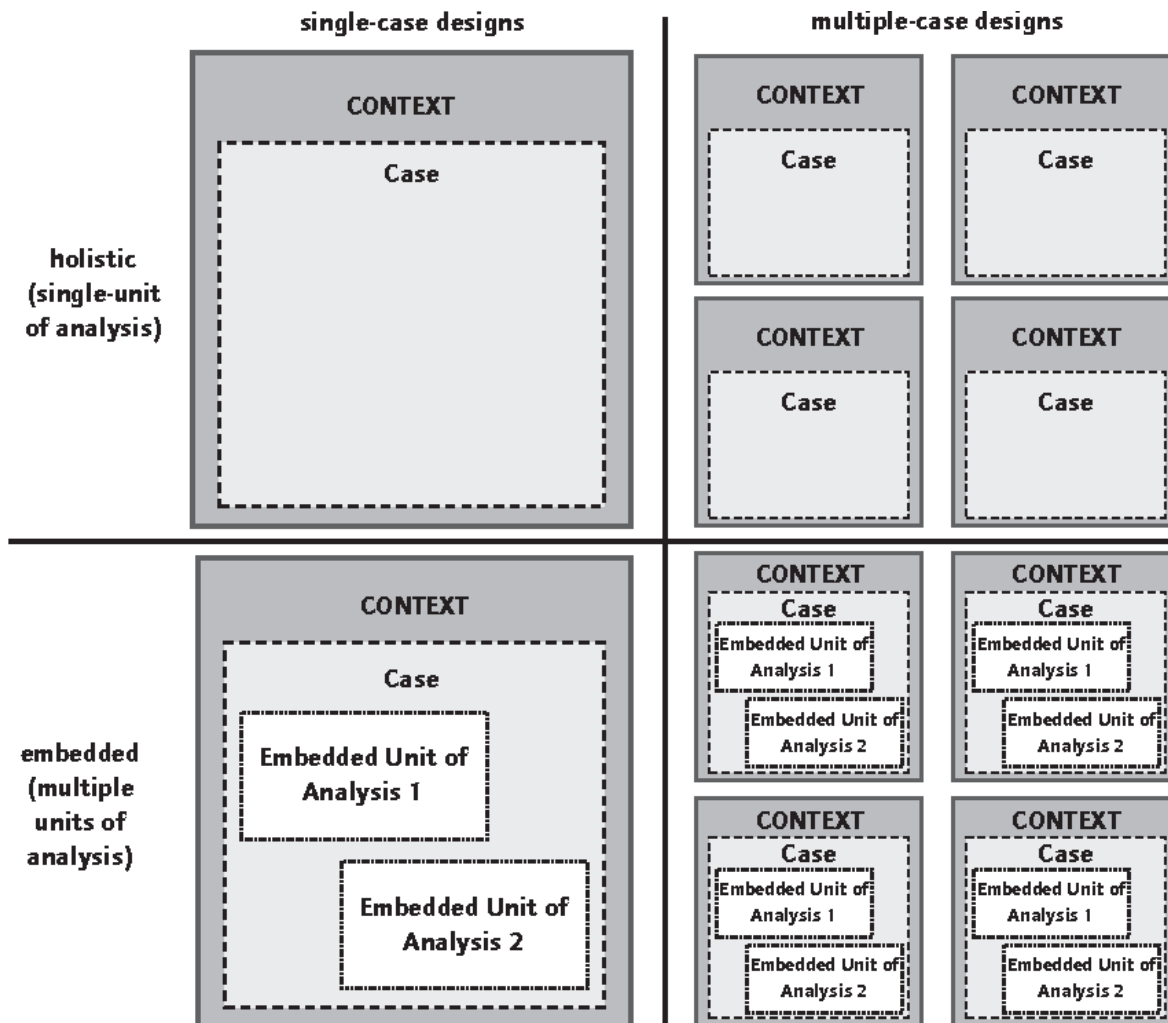 single-case designs
multiple-case designs
holistic
(single-unit
of analysis)
CONTEXT
Case
CONTEXT
Case
CONTEXT
Case
CONTEXT
Case
CONTEXT
Case
embedded
(multiple
units of
analysis)
CONTEXT
Case
Embedded Unit of
Analysis 1
Embedded Unit of
Analysis 2
CONTEXT
Case
Embedded Unit of
Analysis 1
Embedded Unit of
Analysis 2
CONTEXT
Case
Embedded Unit of
Analysis 1
Embedded Unit of
Analysis 2
CONTEXT
Case
Embedded Unit of
Analysis 1
Embedded Unit of
Analysis 2
CONTEXT
Case
Embedded Unit of
Analysis 1
Embedded Unit of
Analysis 2